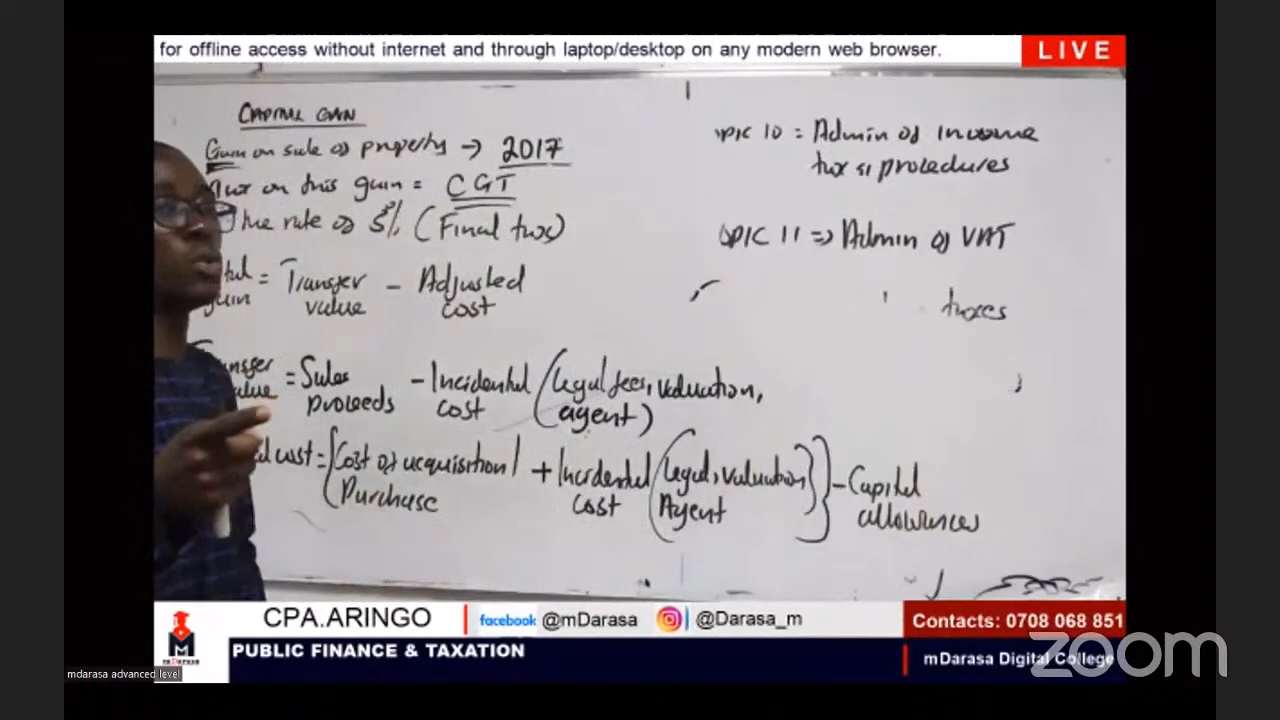 for offline access without internet and through laptop/desktop on any modern web browser.
LIVE
CAPITAL GAIN
Gain on sale of property → 2017
Tax on this gain = CGT
the rate of 5% (Final tax)
gain = Transfer value - Adjusted cost
value = Sales proceeds - Incidental cost (legal fees, valuation, agent)
cost = {Cost of acquisition / Purchase + Incidental cost (legal, valuation Agent)} - Capital allowances
10 = Admin of income tax & procedures
11 => Admin of VAT
taxes
CPA.ARINGO
facebook @mDarasa
@Darasa_m
Contacts: 0708 068 851
M
mDarasa
PUBLIC FINANCE & TAXATION
mDarasa Digital College
zoom
mdarasa advanced level